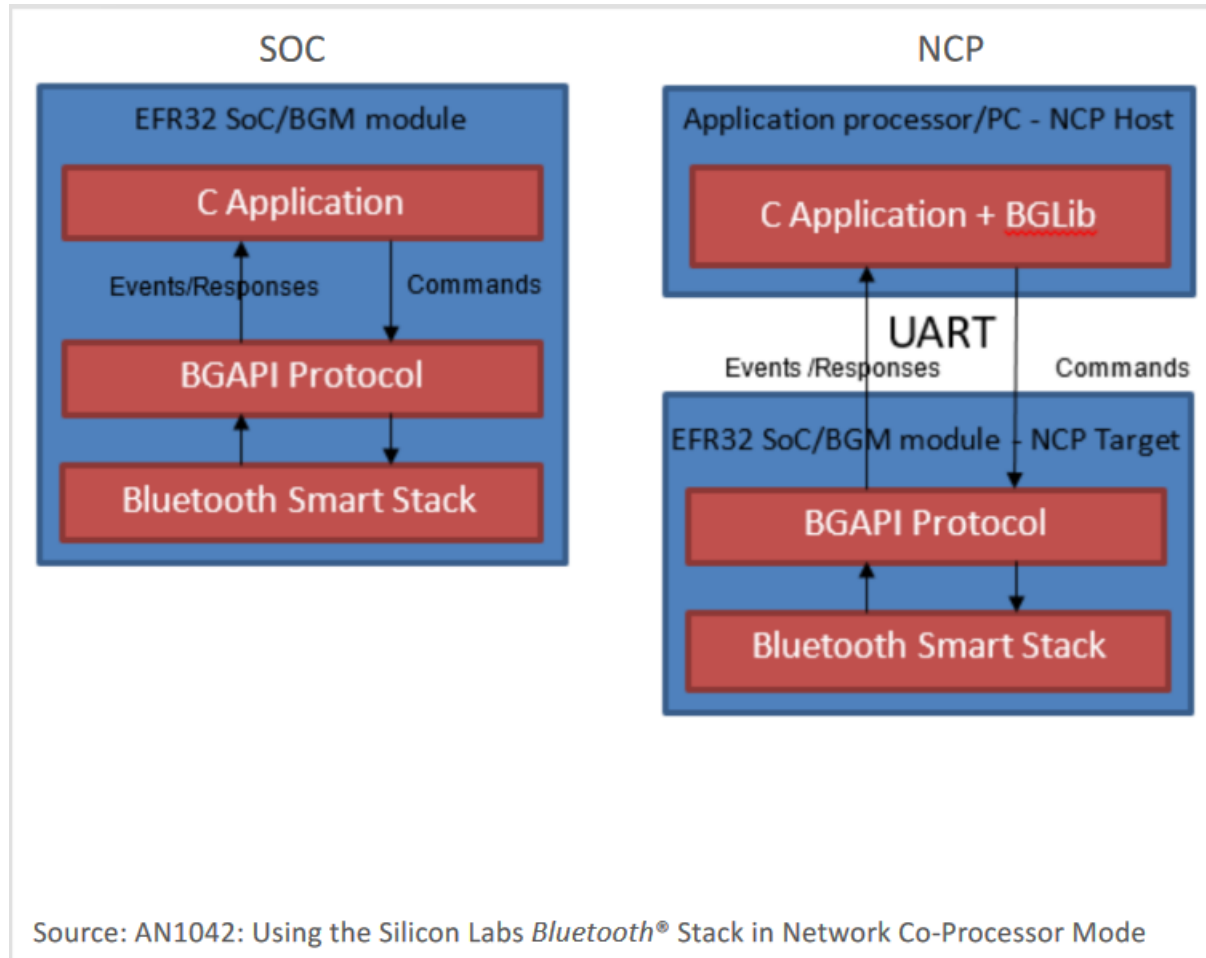 SOC
EFR32 SoC/BGM module
C Application
Events/Responses
Commands
BGAPI Protocol
Bluetooth Smart Stack
NCP
Application processor/PC - NCP Host
C Application + BGLib
UART
Events /Responses
Commands
EFR32 SoC/BGM module - NCP Target
BGAPI Protocol
Bluetooth Smart Stack
Source: AN1042: Using the Silicon Labs Bluetooth® Stack in Network Co-Processor Mode